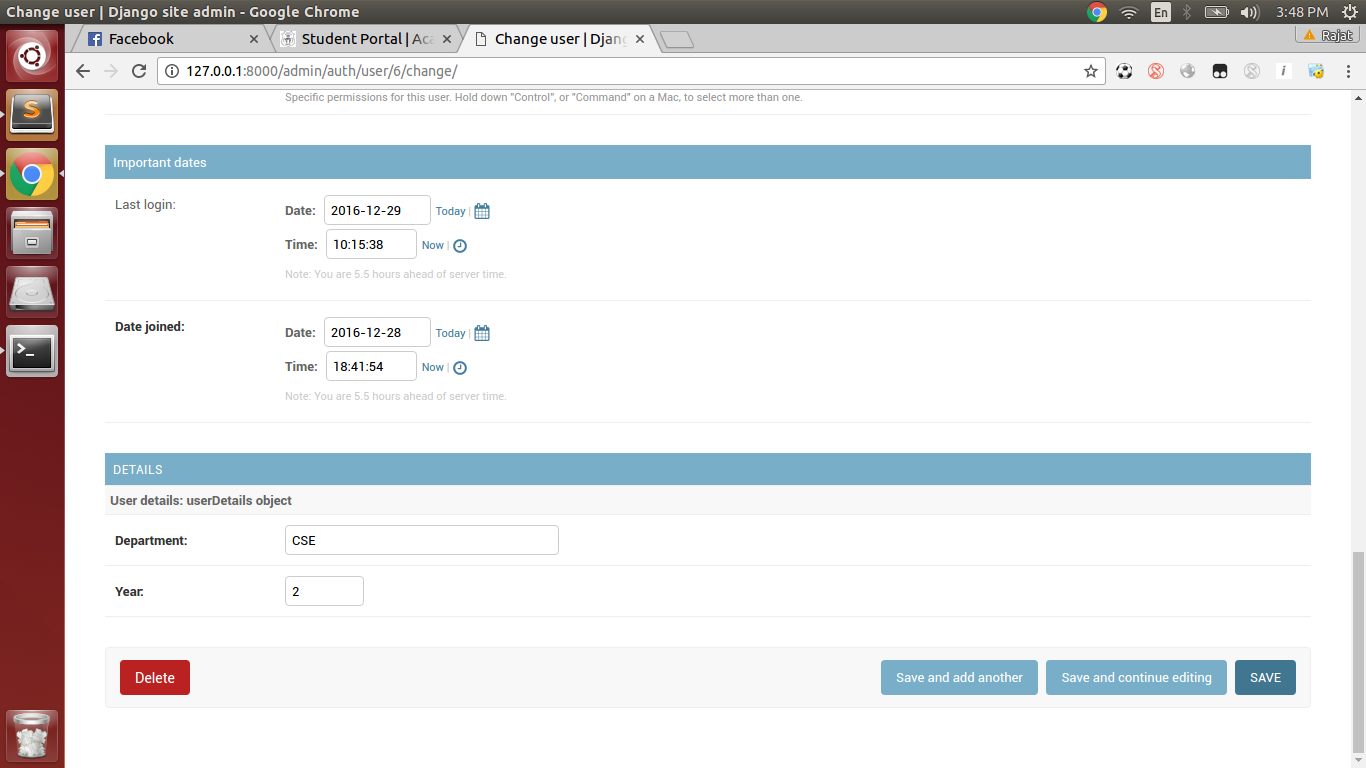 Change user | Django site admin - Google Chrome
En
3:48 PM
Facebook
Student Portal | Aca
Change user | Djan
Rajat
127.0.0.1:8000/admin/auth/user/6/change/
Specific permissions for this user. Hold down "Control", or "Command" on a Mac, to select more than one.
Important dates
Last login:
Date: 2016-12-29 Today |
Time: 10:15:38 Now |
Note: You are 5.5 hours ahead of server time.
Date joined:
Date: 2016-12-28 Today |
Time: 18:41:54 Now |
Note: You are 5.5 hours ahead of server time.
DETAILS
User details: userDetails object
Department: CSE
Year: 2
Delete
Save and add another
Save and continue editing
SAVE